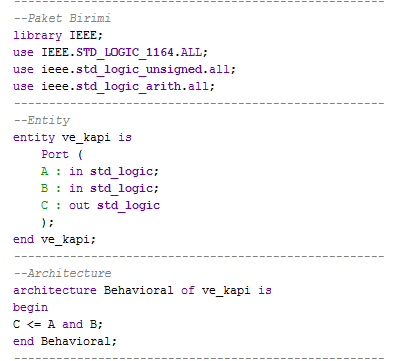 --Paket Birimi
library IEEE;
use IEEE.STD_LOGIC_1164.ALL;
use ieee.std_logic_unsigned.all;
use ieee.std_logic_arith.all;
--Entity
entity ve_kapi is
    Port (
    A : in std_logic;
    B : in std_logic;
    C : out std_logic
    );
end ve_kapi;
--Architecture
architecture Behavioral of ve_kapi is
begin
C <= A and B;
end Behavioral;